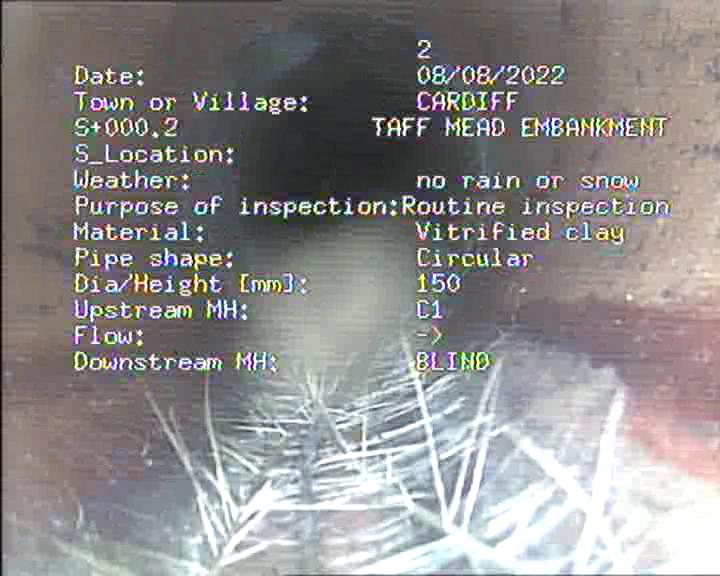 2
Date: 08/08/2022
Town or Village: CARDIFF
S+000.2 TAFF MEAD EMBANKMENT
S_Location:
Weather: no rain or snow
Purpose of inspection:Routine inspection
Material: Vitrified clay
Pipe shape: Circular
Dia/Height [mm]: 150
Upstream MH: C1
Flow: ->
Downstream MH: BLIND